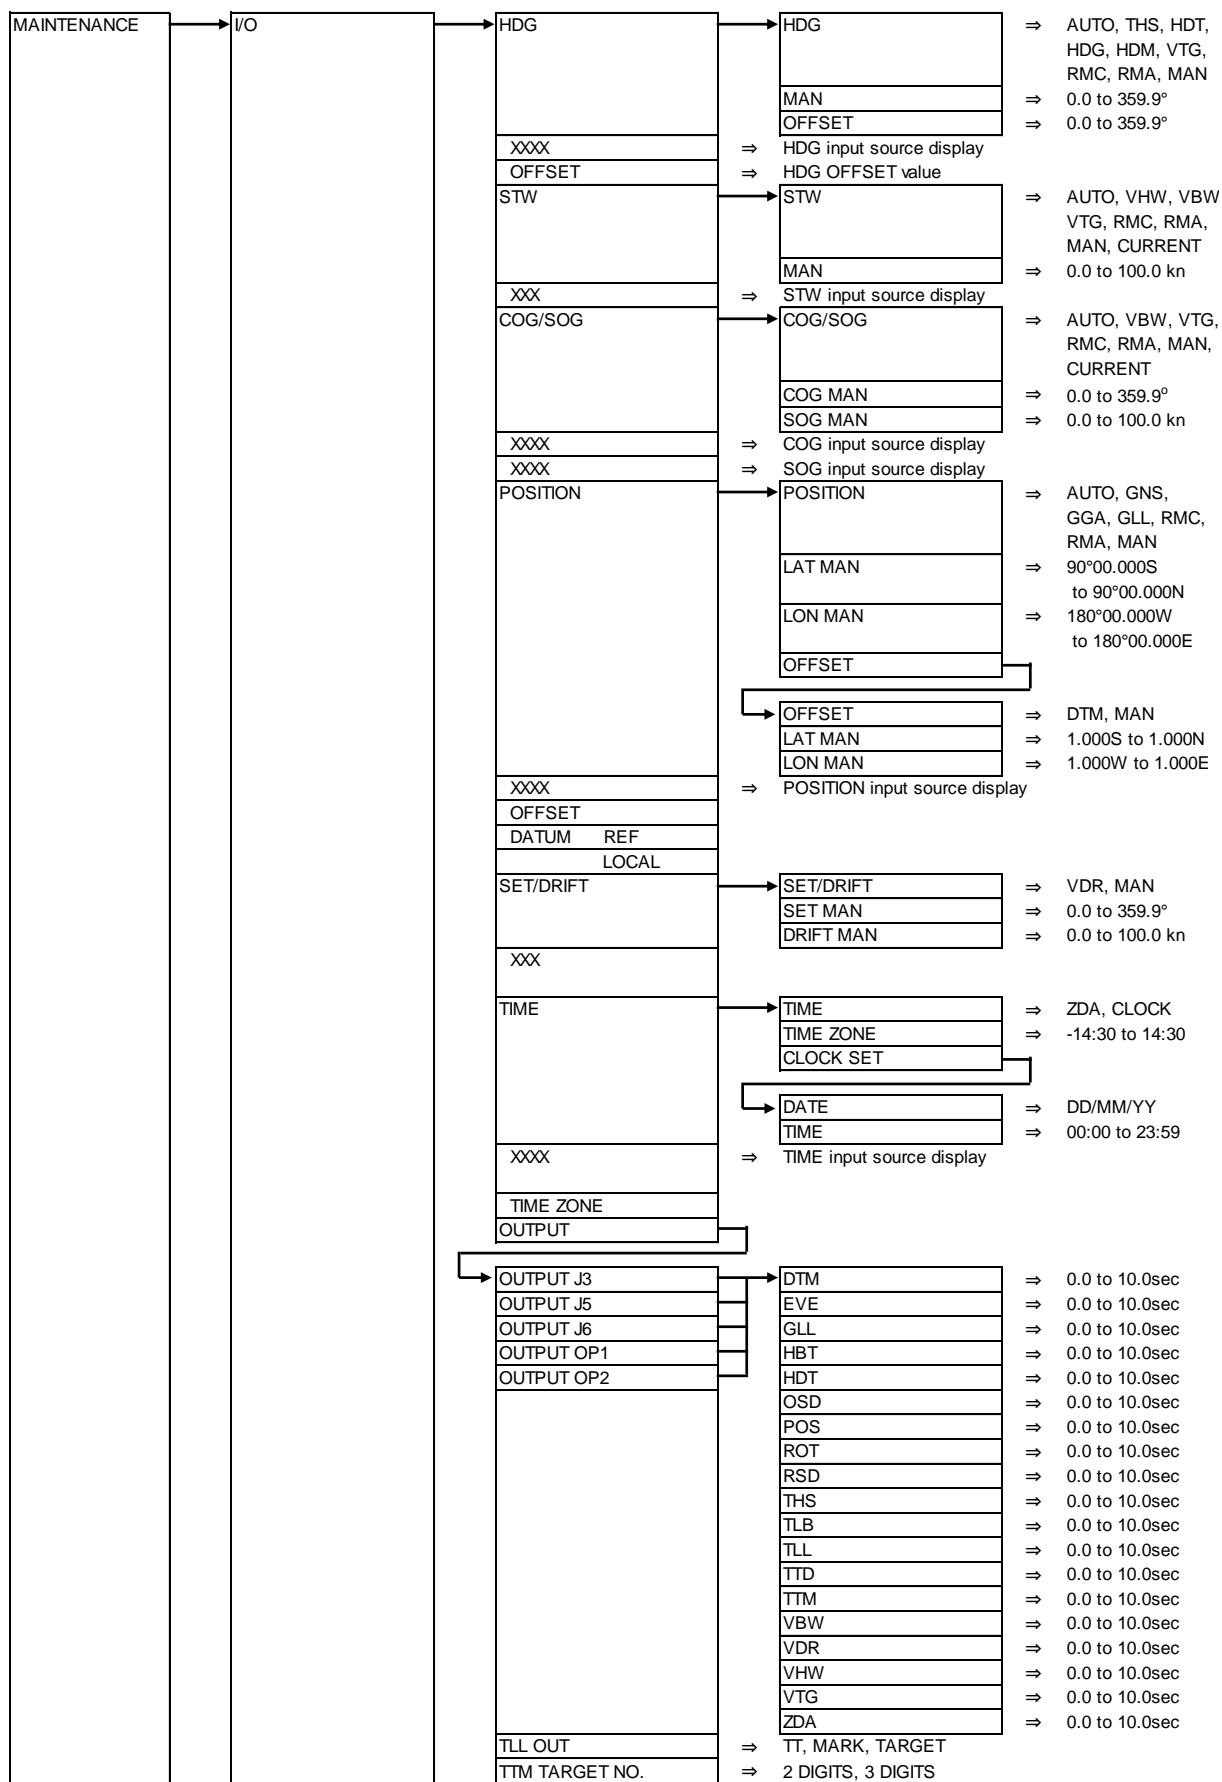 MAINTENANCE I/O HDG HDG ⇒ AUTO, THS, HDT,
HDG, HDM, VTG,
RMC, RMA, MAN
MAN ⇒ 0.0 to 359.9°
OFFSET ⇒ 0.0 to 359.9°
XXXX ⇒ HDG input source display
OFFSET ⇒ HDG OFFSET value
STW STW ⇒ AUTO, VHW, VBW
VTG, RMC, RMA,
MAN, CURRENT
MAN ⇒ 0.0 to 100.0 kn
XXX ⇒ STW input source display
COG/SOG COG/SOG ⇒ AUTO, VBW, VTG,
RMC, RMA, MAN,
CURRENT
COG MAN ⇒ 0.0 to 359.9°
SOG MAN ⇒ 0.0 to 100.0 kn
XXXX ⇒ COG input source display
XXXX ⇒ SOG input source display
POSITION POSITION ⇒ AUTO, GNS,
GGA, GLL, RMC,
RMA, MAN
LAT MAN ⇒ 90°00.000S
to 90°00.000N
LON MAN ⇒ 180°00.000W
to 180°00.000E
OFFSET
OFFSET ⇒ DTM, MAN
LAT MAN ⇒ 1.000S to 1.000N
LON MAN ⇒ 1.000W to 1.000E
XXXX ⇒ POSITION input source display
OFFSET
DATUM REF
LOCAL
SET/DRIFT SET/DRIFT ⇒ VDR, MAN
SET MAN ⇒ 0.0 to 359.9°
DRIFT MAN ⇒ 0.0 to 100.0 kn
XXX
TIME TIME ⇒ ZDA, CLOCK
TIME ZONE ⇒ -14:30 to 14:30
CLOCK SET
DATE ⇒ DD/MM/YY
TIME ⇒ 00:00 to 23:59
XXXX ⇒ TIME input source display
TIME ZONE
OUTPUT
OUTPUT J3 DTM ⇒ 0.0 to 10.0sec
OUTPUT J5 EVE ⇒ 0.0 to 10.0sec
OUTPUT J6 GLL ⇒ 0.0 to 10.0sec
OUTPUT OP1 HBT ⇒ 0.0 to 10.0sec
OUTPUT OP2 HDT ⇒ 0.0 to 10.0sec
OSD ⇒ 0.0 to 10.0sec
POS ⇒ 0.0 to 10.0sec
ROT ⇒ 0.0 to 10.0sec
RSD ⇒ 0.0 to 10.0sec
THS ⇒ 0.0 to 10.0sec
TLB ⇒ 0.0 to 10.0sec
TLL ⇒ 0.0 to 10.0sec
TTD ⇒ 0.0 to 10.0sec
TTM ⇒ 0.0 to 10.0sec
VBW ⇒ 0.0 to 10.0sec
VDR ⇒ 0.0 to 10.0sec
VHW ⇒ 0.0 to 10.0sec
VTG ⇒ 0.0 to 10.0sec
ZDA ⇒ 0.0 to 10.0sec
TLL OUT ⇒ TT, MARK, TARGET
TTM TARGET NO. ⇒ 2 DIGITS, 3 DIGITS